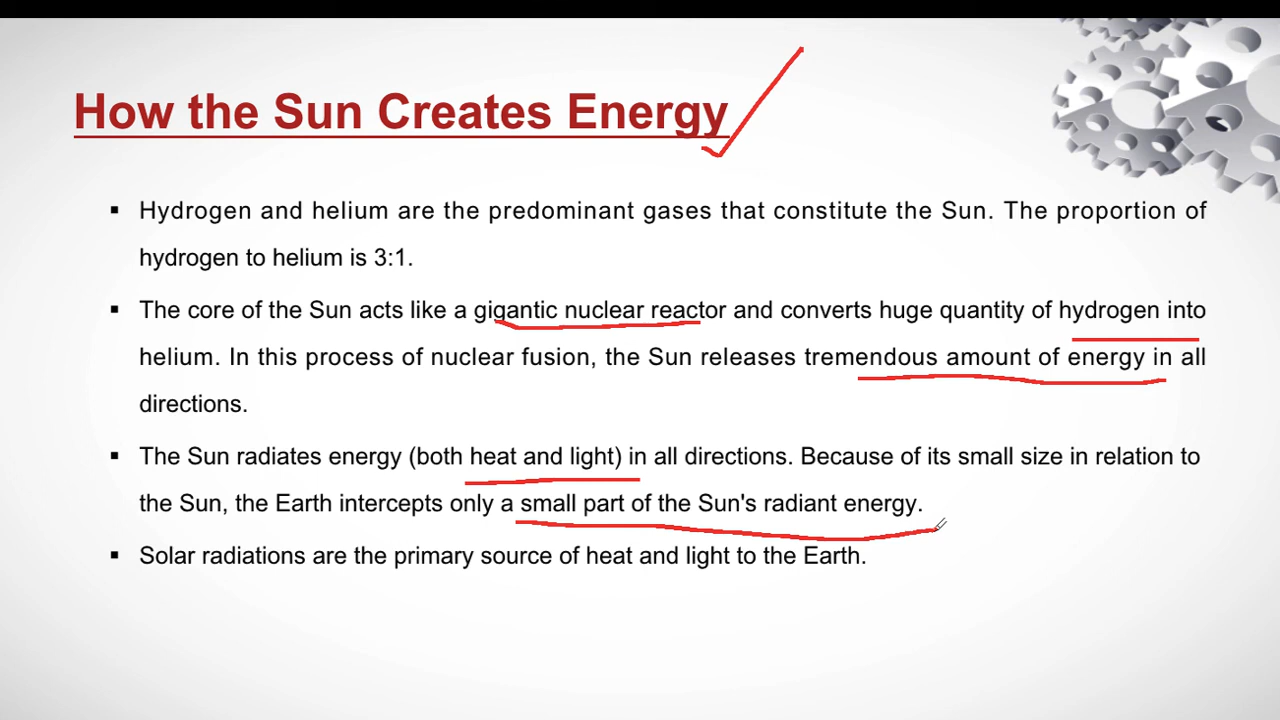 How the Sun Creates Energy
▪ Hydrogen and helium are the predominant gases that constitute the Sun. The proportion of
hydrogen to helium is 3:1.
▪ The core of the Sun acts like a gigantic nuclear reactor and converts huge quantity of hydrogen into
helium. In this process of nuclear fusion, the Sun releases tremendous amount of energy in all
directions.
▪ The Sun radiates energy (both heat and light) in all directions. Because of its small size in relation to
the Sun, the Earth intercepts only a small part of the Sun's radiant energy.
▪ Solar radiations are the primary source of heat and light to the Earth.